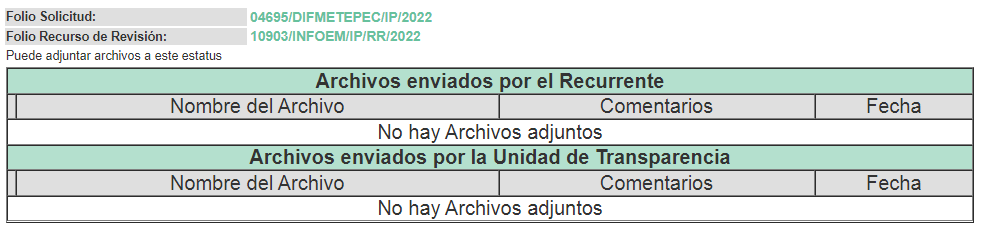 Folio Solicitud: 04695/DIFMETEPEC/IP/2022
Folio Recurso de Revisión: 10903/INFOEM/IP/RR/2022
Puede adjuntar archivos a este estatus
Archivos enviados por el Recurrente
Nombre del Archivo Comentarios Fecha
No hay Archivos adjuntos
Archivos enviados por la Unidad de Transparencia
Nombre del Archivo Comentarios Fecha
No hay Archivos adjuntos